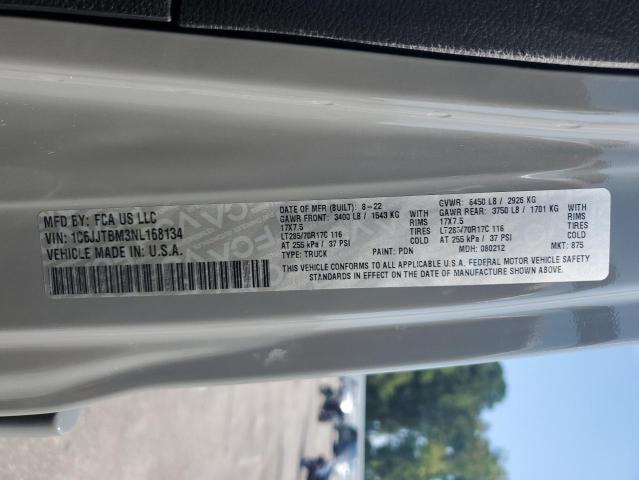 MFD BY: FCA US LLC
VIN: 1C6JJTBM3NL168134
VEHICLE MADE IN: U.S.A.
DATE OF MFR (BUILT): 8-22
GAWR FRONT: 3400 LB / 1543 KG WITH
17X7.5 RIMS
LT285/70R17C 116 TIRES
AT 255 kPa / 37 PSI COLD
TYPE: TRUCK PAINT: PDN
GVWR: 6450 LB / 2926 KG
GAWR REAR: 3750 LB / 1701 KG WITH
17X7.5 RIMS
LT285/70R17C 116 TIRES
AT 255 kPa / 37 PSI COLD
MDH: 080212 MKT: 875
THIS VEHICLE CONFORMS TO ALL APPLICABLE U.S.A. FEDERAL MOTOR VEHICLE SAFETY
STANDARDS IN EFFECT ON THE DATE OF MANUFACTURE SHOWN ABOVE.